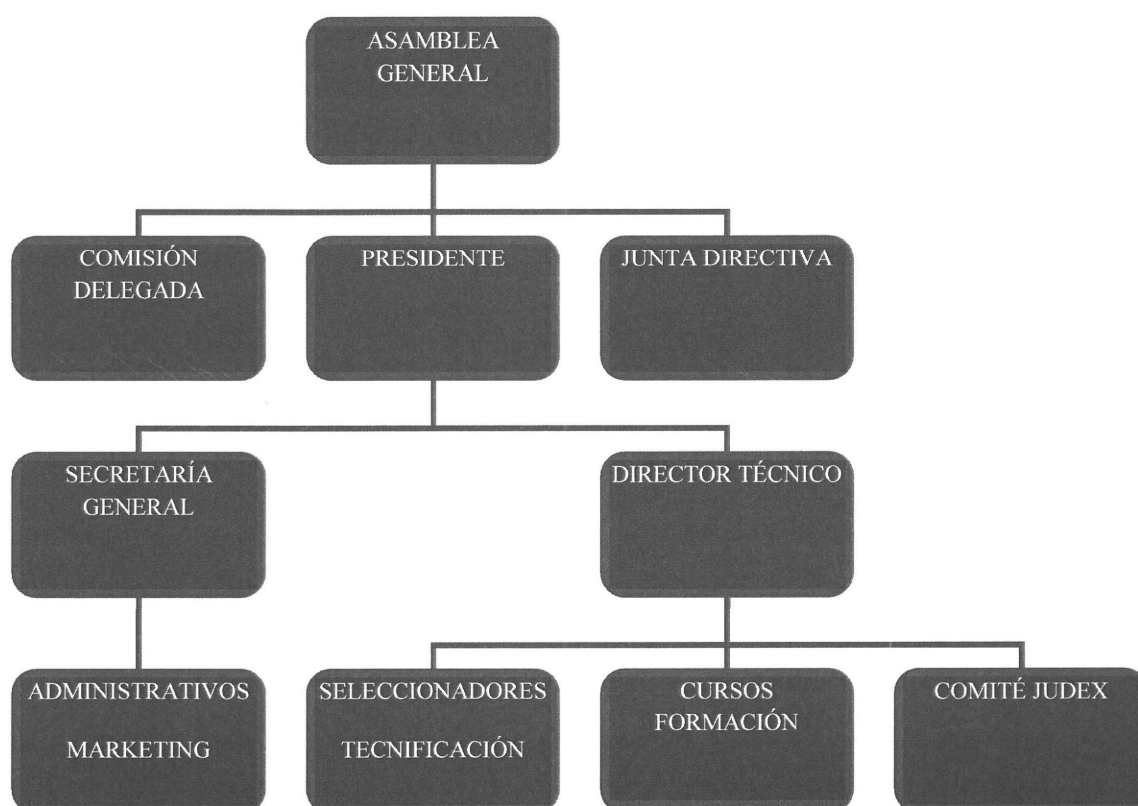 ASAMBLEA
GENERAL
COMISIÓN
DELEGADA
PRESIDENTE
JUNTA DIRECTIVA
SECRETARÍA
GENERAL
DIRECTOR TÉCNICO
ADMINISTRATIVOS
MARKETING
SELECCIONADORES
TECNIFICACIÓN
CURSOS
FORMACIÓN
COMITÉ JUDEX